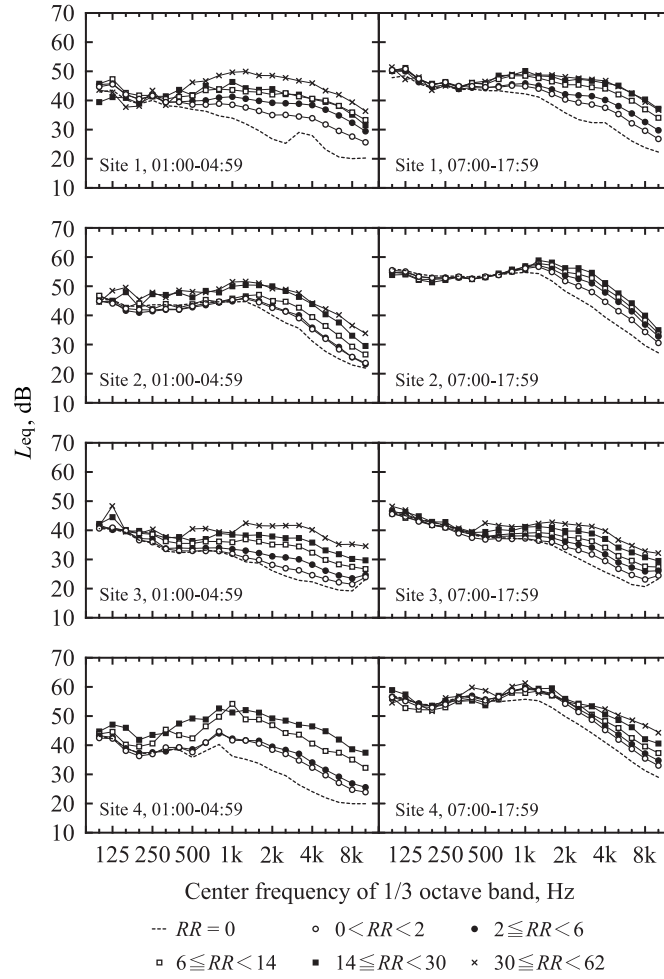 70
60
50
40
30
20
10
Site 1, 01:00-04:59
Site 1, 07:00-17:59
70
60
50
40
30
20
10
Site 2, 01:00-04:59
Site 2, 07:00-17:59
Leq, dB
70
60
50
40
30
20
10
Site 3, 01:00-04:59
Site 3, 07:00-17:59
70
60
50
40
30
20
10
Site 4, 01:00-04:59
Site 4, 07:00-17:59
125 250 500 1k 2k 4k 8k 125 250 500 1k 2k 4k 8k
Center frequency of 1/3 octave band, Hz
RR = 0 0<RR<2 2≦RR<6
6≦RR<14 14≦RR<30 30≦RR<62